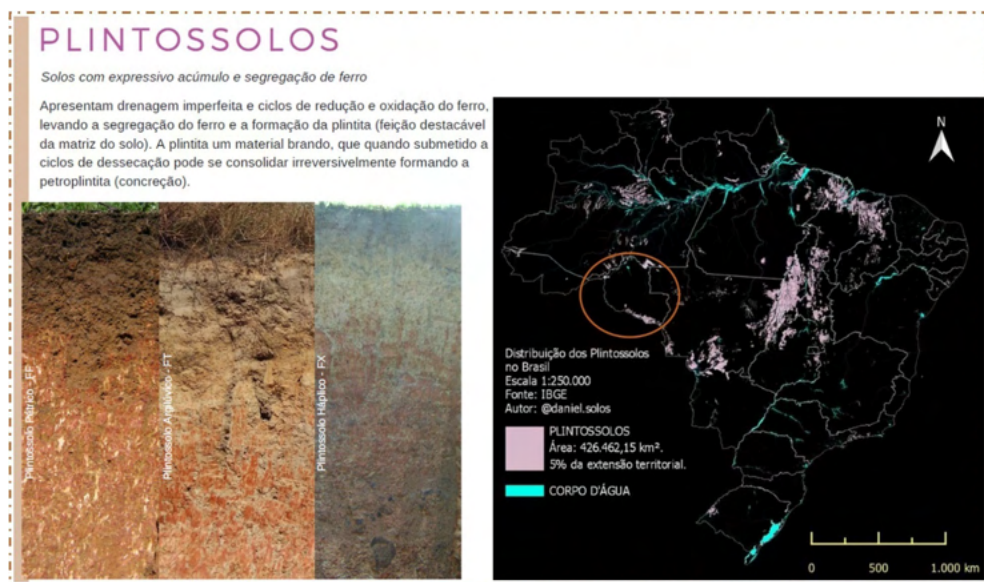 PLINTOSSOLOS
Solos com expressivo acúmulo e segregação de ferro
Apresentam drenagem imperfeita e ciclos de redução e oxidação do ferro,
levando a segregação do ferro e a formação da plintita (feição destacável
da matriz do solo). A plintita um material brando, que quando submetido a
ciclos de dessecação pode se consolidar irreversivelmente formando a
petroplintita (concreção).
Plintossolo Pétrico - FF
Plintossolo Argilúvico - FT
Plintossolo Háplico - FX
N
Distribuição dos Plintossolos
no Brasil
Escala 1:250.000
Fonte: IBGE
Autor: @daniel.solos
PLINTOSSOLOS
Área: 426.462,15 km².
5% da extensão territorial.
CORPO D'ÁGUA
0 500 1.000 km